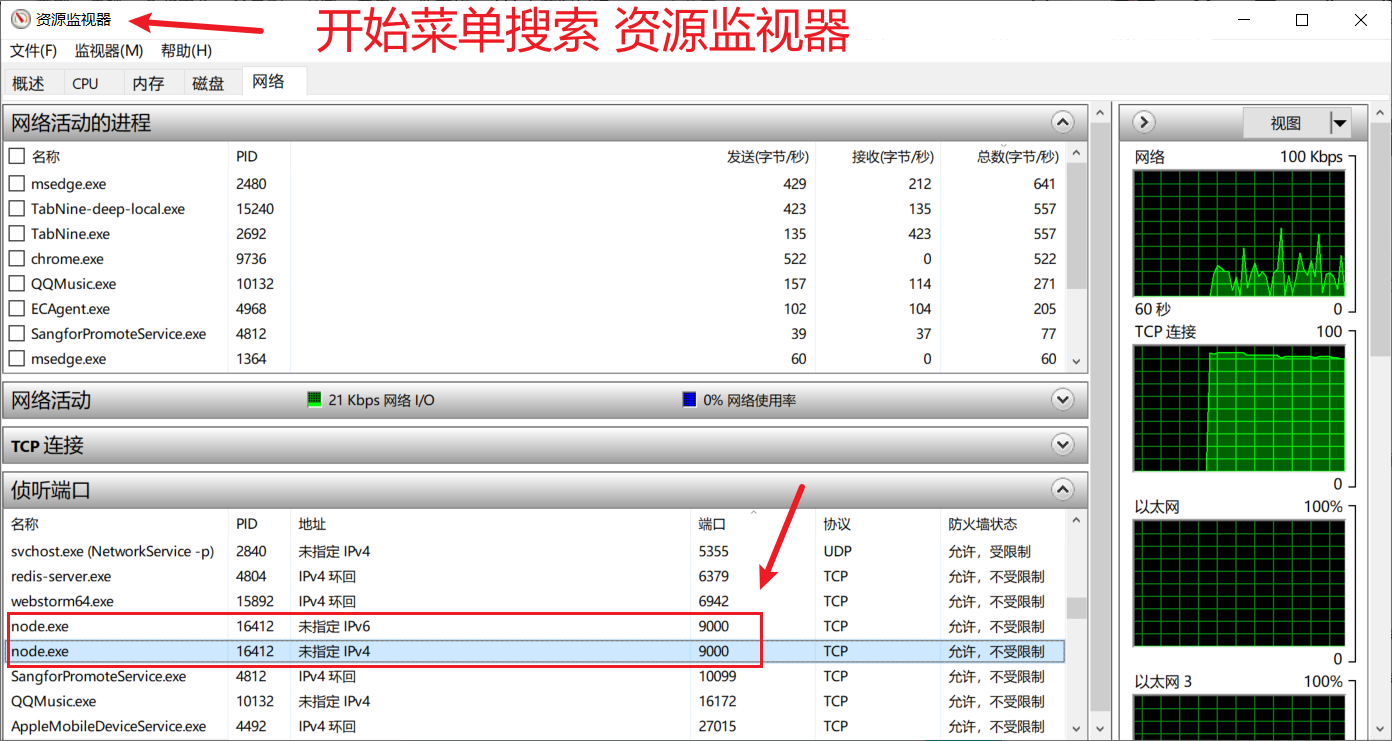 资源监视器
开始菜单搜索 资源监视器
文件(F) 监视器(M) 帮助(H)
概述 CPU 内存 磁盘 网络
网络活动的进程
名称 PID 发送(字节/秒) 接收(字节/秒) 总数(字节/秒)
msedge.exe 2480 429 212 641
TabNine-deep-local.exe 15240 423 135 557
TabNine.exe 2692 135 423 557
chrome.exe 9736 522 0 522
QQMusic.exe 10132 157 114 271
ECAgent.exe 4968 102 104 205
SangforPromoteService.exe 4812 39 37 77
msedge.exe 1364 60 0 60
网络活动 21 Kbps 网络 I/O 0% 网络使用率
TCP 连接
侦听端口
名称 PID 地址 端口 协议 防火墙状态
svchost.exe (NetworkService -p) 2840 未指定 IPv4 5355 UDP 允许，受限制
redis-server.exe 4804 IPv4 环回 6379 TCP 允许，不受限制
webstorm64.exe 15892 IPv4 环回 6942 TCP 允许，不受限制
node.exe 16412 未指定 IPv6 9000 TCP 允许，不受限制
node.exe 16412 未指定 IPv4 9000 TCP 允许，不受限制
SangforPromoteService.exe 4812 IPv4 环回 10099 TCP 允许，不受限制
QQMusic.exe 10132 未指定 IPv4 16172 TCP 允许，不受限制
AppleMobileDeviceService.exe 4492 IPv4 环回 27015 TCP 允许，不受限制
视图
网络 100 Kbps
60 秒 0
TCP 连接 100
0
以太网 100%
0
以太网 3 100%